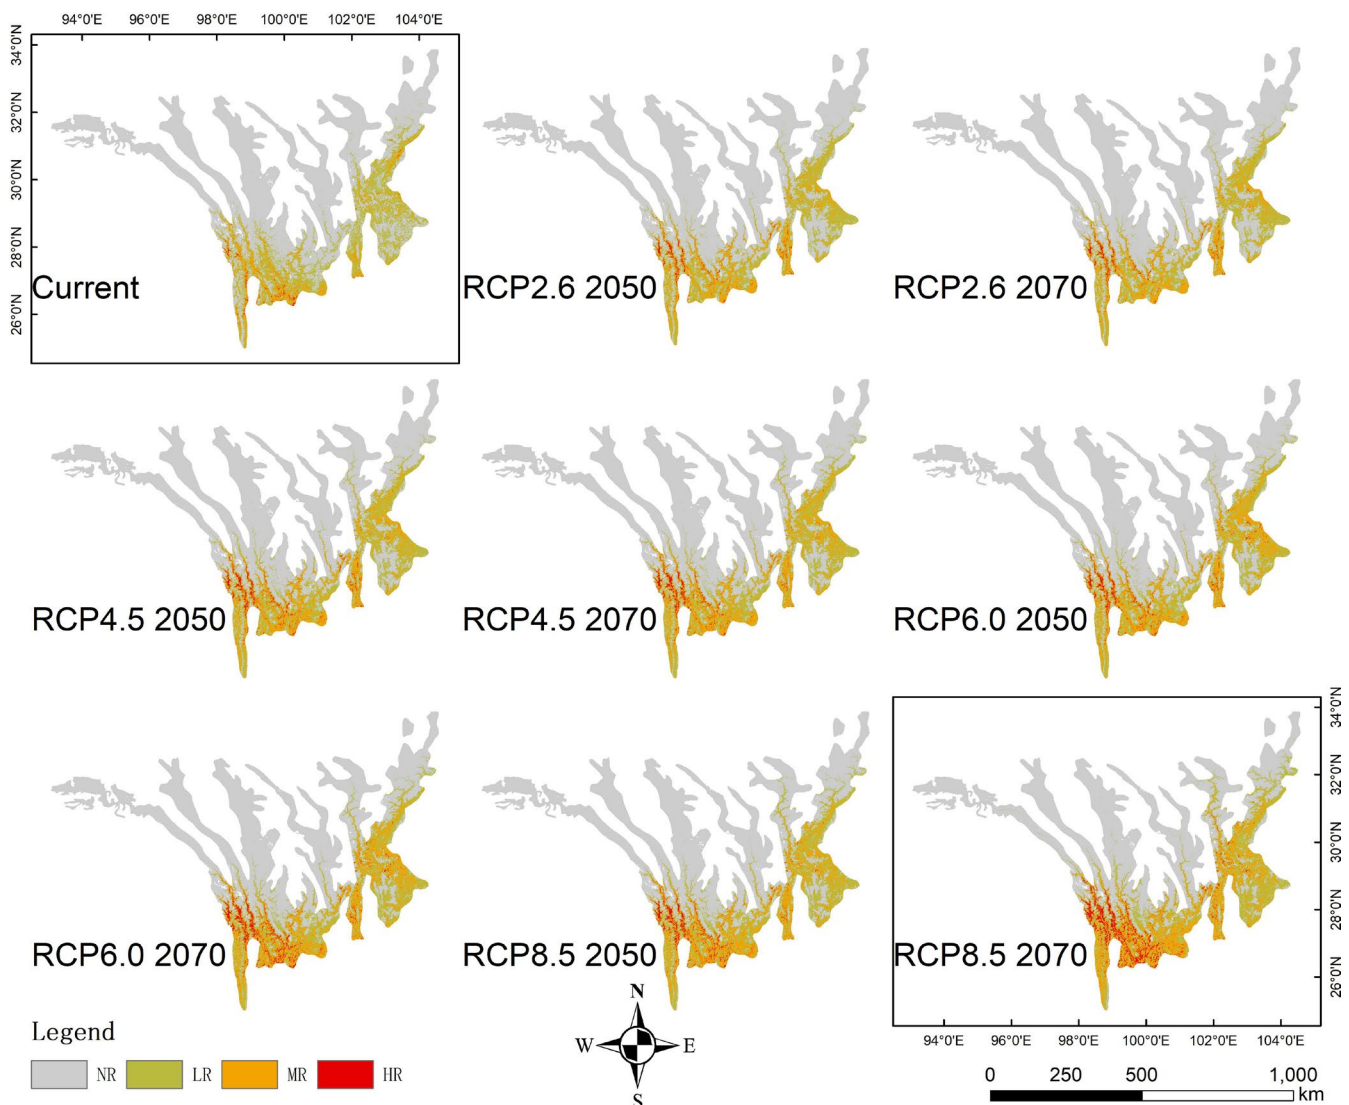 94°0'E 96°0'E 98°0'E 100°0'E 102°0'E 104°0'E
34°0'N
32°0'N
30°0'N
28°0'N
26°0'N
Current
RCP2.6 2050
RCP2.6 2070
RCP4.5 2050
RCP4.5 2070
RCP6.0 2050
RCP6.0 2070
RCP8.5 2050
RCP8.5 2070
34°0'N
32°0'N
30°0'N
28°0'N
26°0'N
94°0'E 96°0'E 98°0'E 100°0'E 102°0'E 104°0'E
Legend
NR LR MR HR
N
W E
S
0 250 500 1,000
km